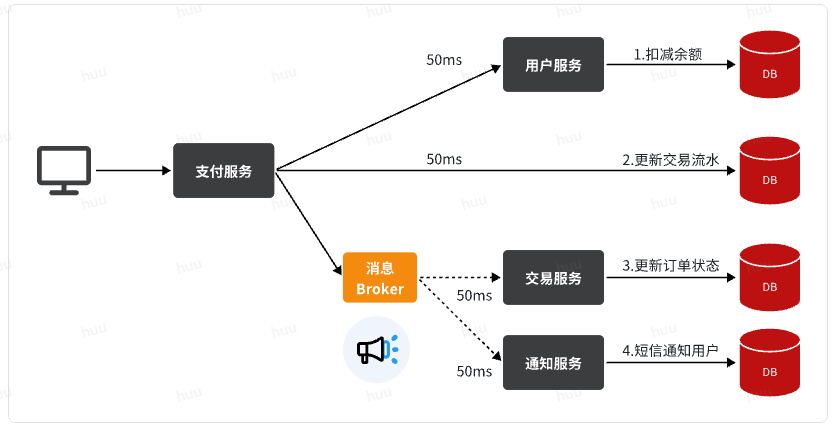 50ms
用户服务
1.扣减余额
DB
支付服务
50ms
2.更新交易流水
DB
消息
Broker
50ms
交易服务
3.更新订单状态
DB
50ms
通知服务
4.短信通知用户
DB
huu